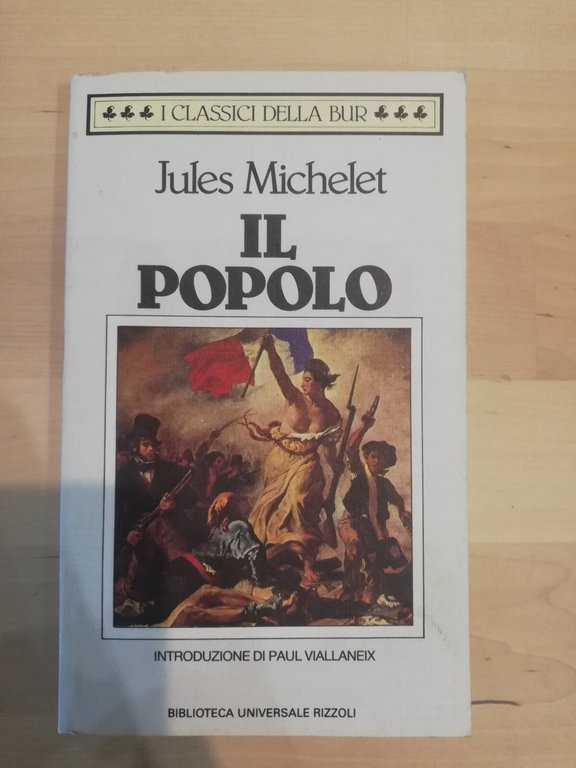 I CLASSICI DELLA BUR
Jules Michelet
IL
POPOLO
INTRODUZIONE DI PAUL VIALLANEIX
BIBLIOTECA UNIVERSALE RIZZOLI